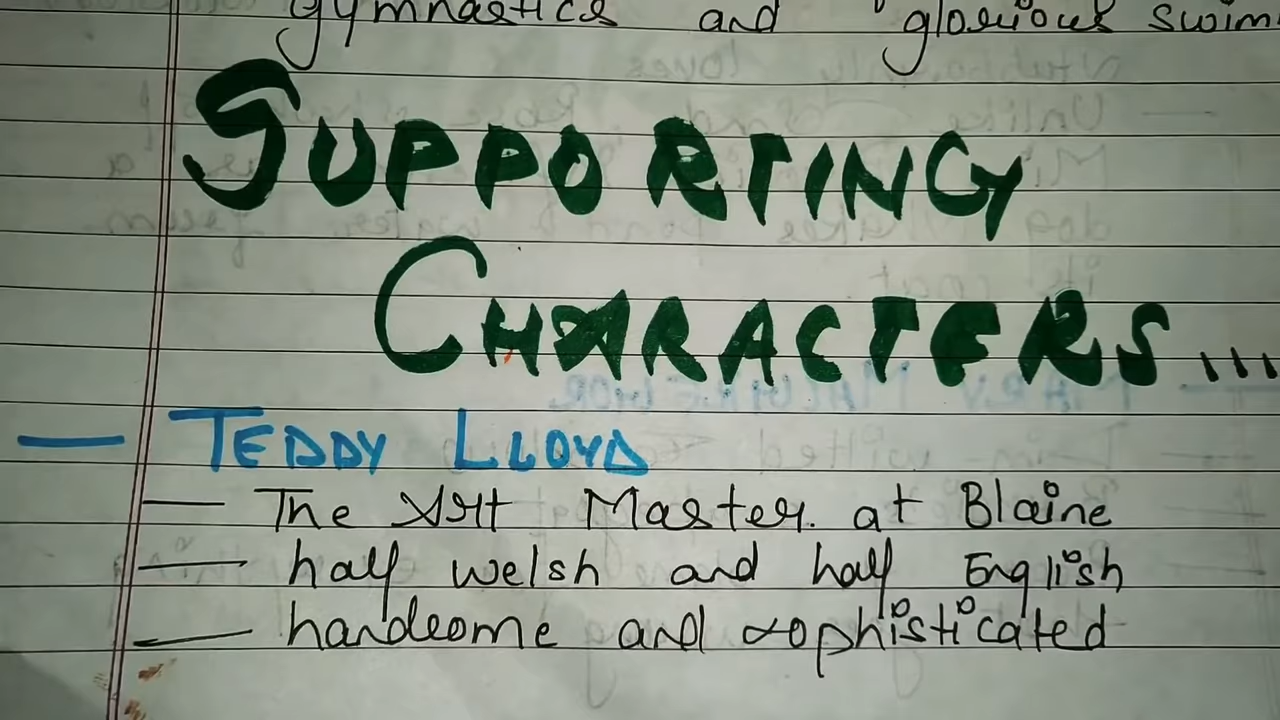 gymnastics and glorious swim
SUPPORTING
CHARACTERS...
— TEDDY LLOYD
— The Art Master. at Blaine
— half welsh and half English
— handsome and sophisticated